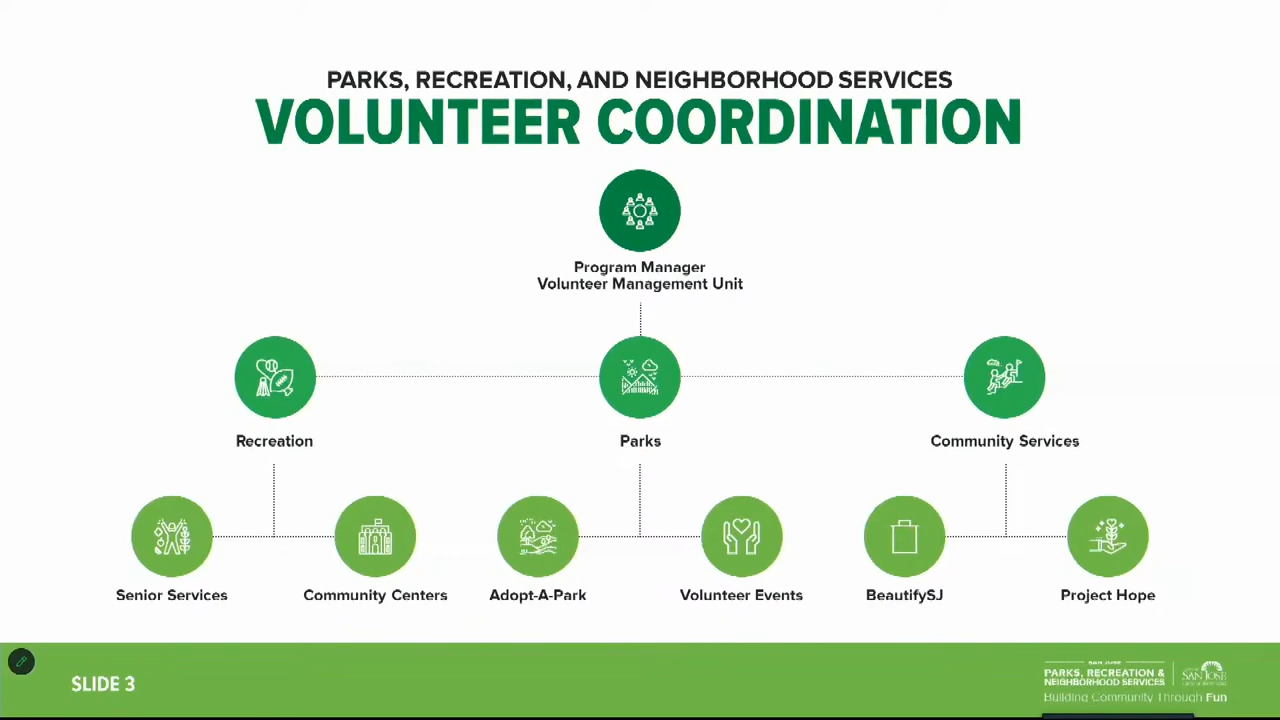 PARKS, RECREATION, AND NEIGHBORHOOD SERVICES
VOLUNTEER COORDINATION
Program Manager
Volunteer Management Unit
Recreation
Parks
Community Services
Senior Services
Community Centers
Adopt-A-Park
Volunteer Events
BeautifySJ
Project Hope
SLIDE 3
SAN JOSE
PARKS, RECREATION &
NEIGHBORHOOD SERVICES
SAN JOSE
Building Community Through Fun